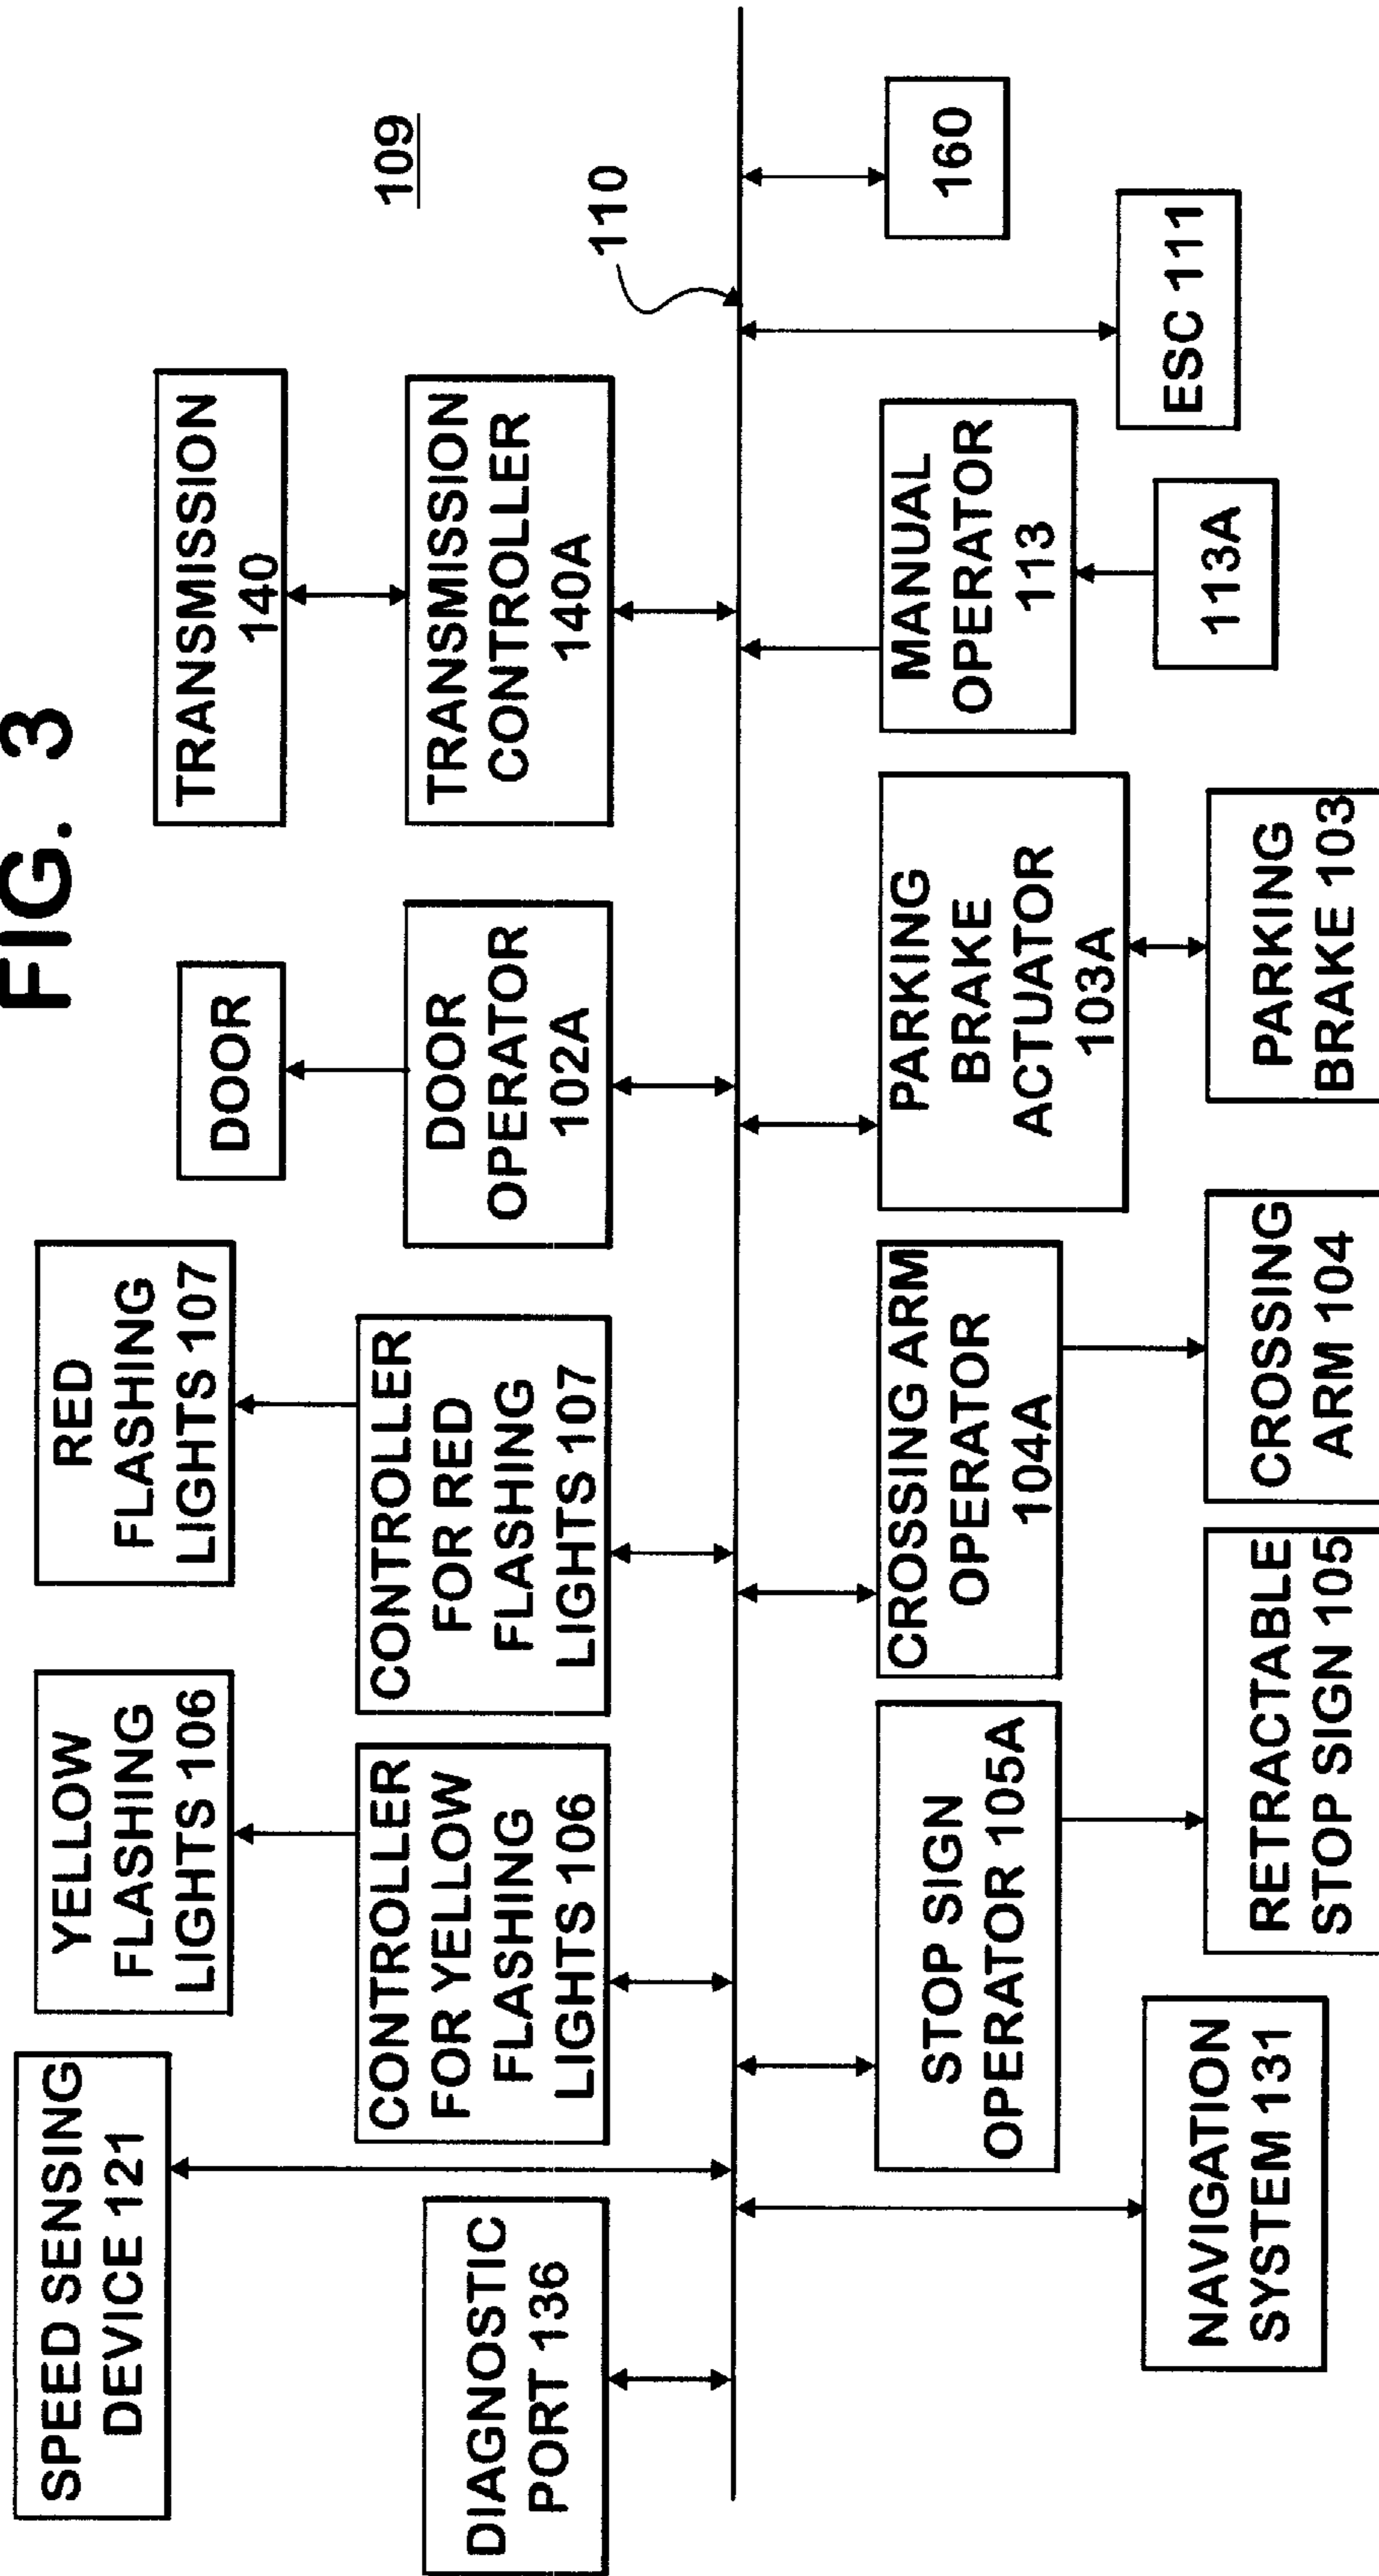 FIG. 3
SPEED SENSING
DEVICE 121
YELLOW
FLASHING
LIGHTS 106
RED
FLASHING
LIGHTS 107
DOOR
TRANSMISSION
140
109
DIAGNOSTIC
PORT 136
CONTROLLER
FOR YELLOW
FLASHING
LIGHTS 106
CONTROLLER
FOR RED
FLASHING
LIGHTS 107
DOOR
OPERATOR
102A
TRANSMISSION
CONTROLLER
140A
110
STOP SIGN
OPERATOR 105A
CROSSING ARM
OPERATOR
104A
PARKING
BRAKE
ACTUATOR
103A
MANUAL
OPERATOR
113
160
NAVIGATION
SYSTEM 131
RETRACTABLE
STOP SIGN 105
CROSSING
ARM 104
PARKING
BRAKE 103
113A
ESC 111